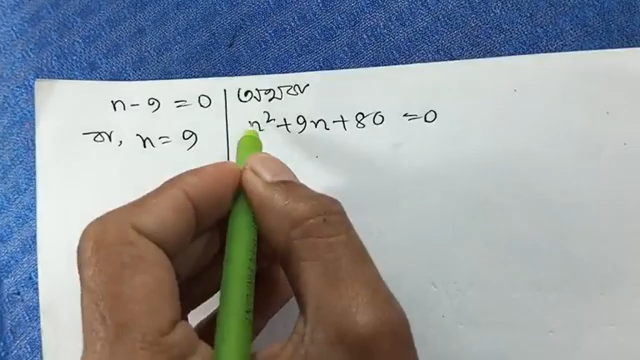 n - 9 = 0
বা, n = 9
অথবা
n² + 9n + 80 = 0